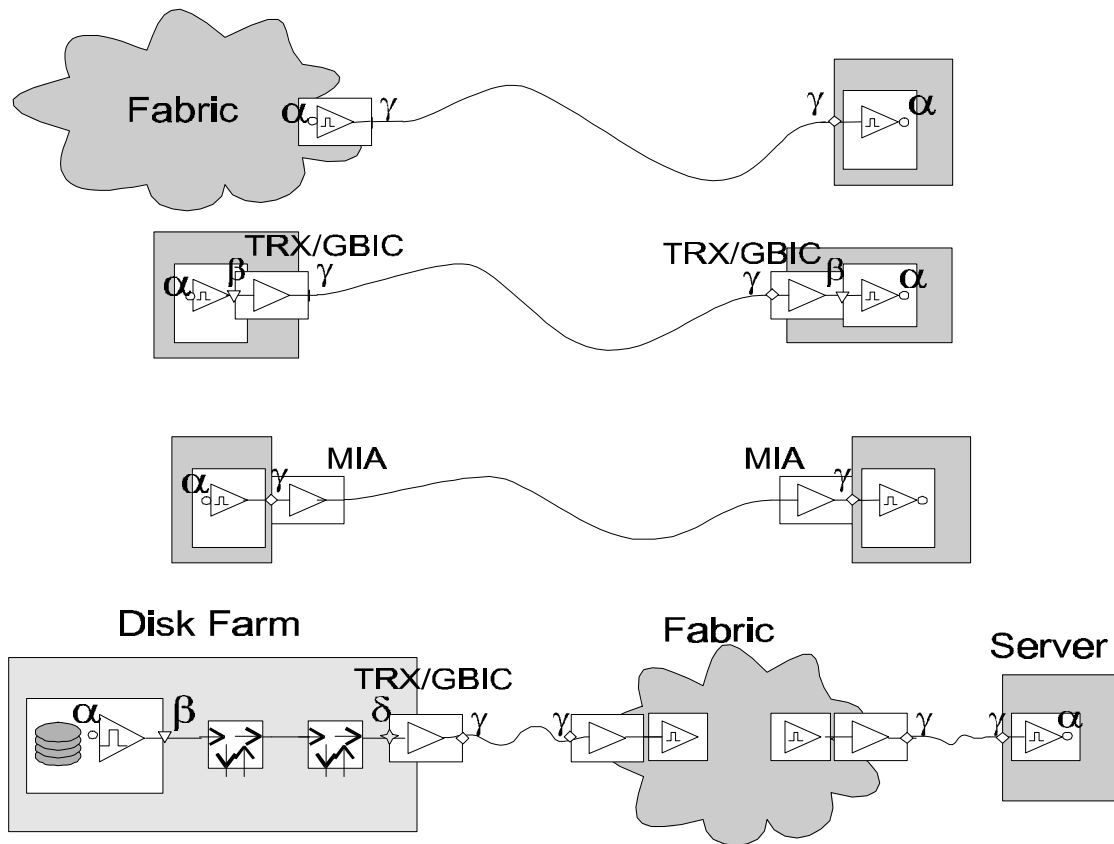 Fabric
α γ γ α
TRX/GBIC TRX/GBIC
α β γ γ β α
MIA MIA
α γ γ
Disk Farm Fabric Server
TRX/GBIC
α β δ γ γ γ γ α